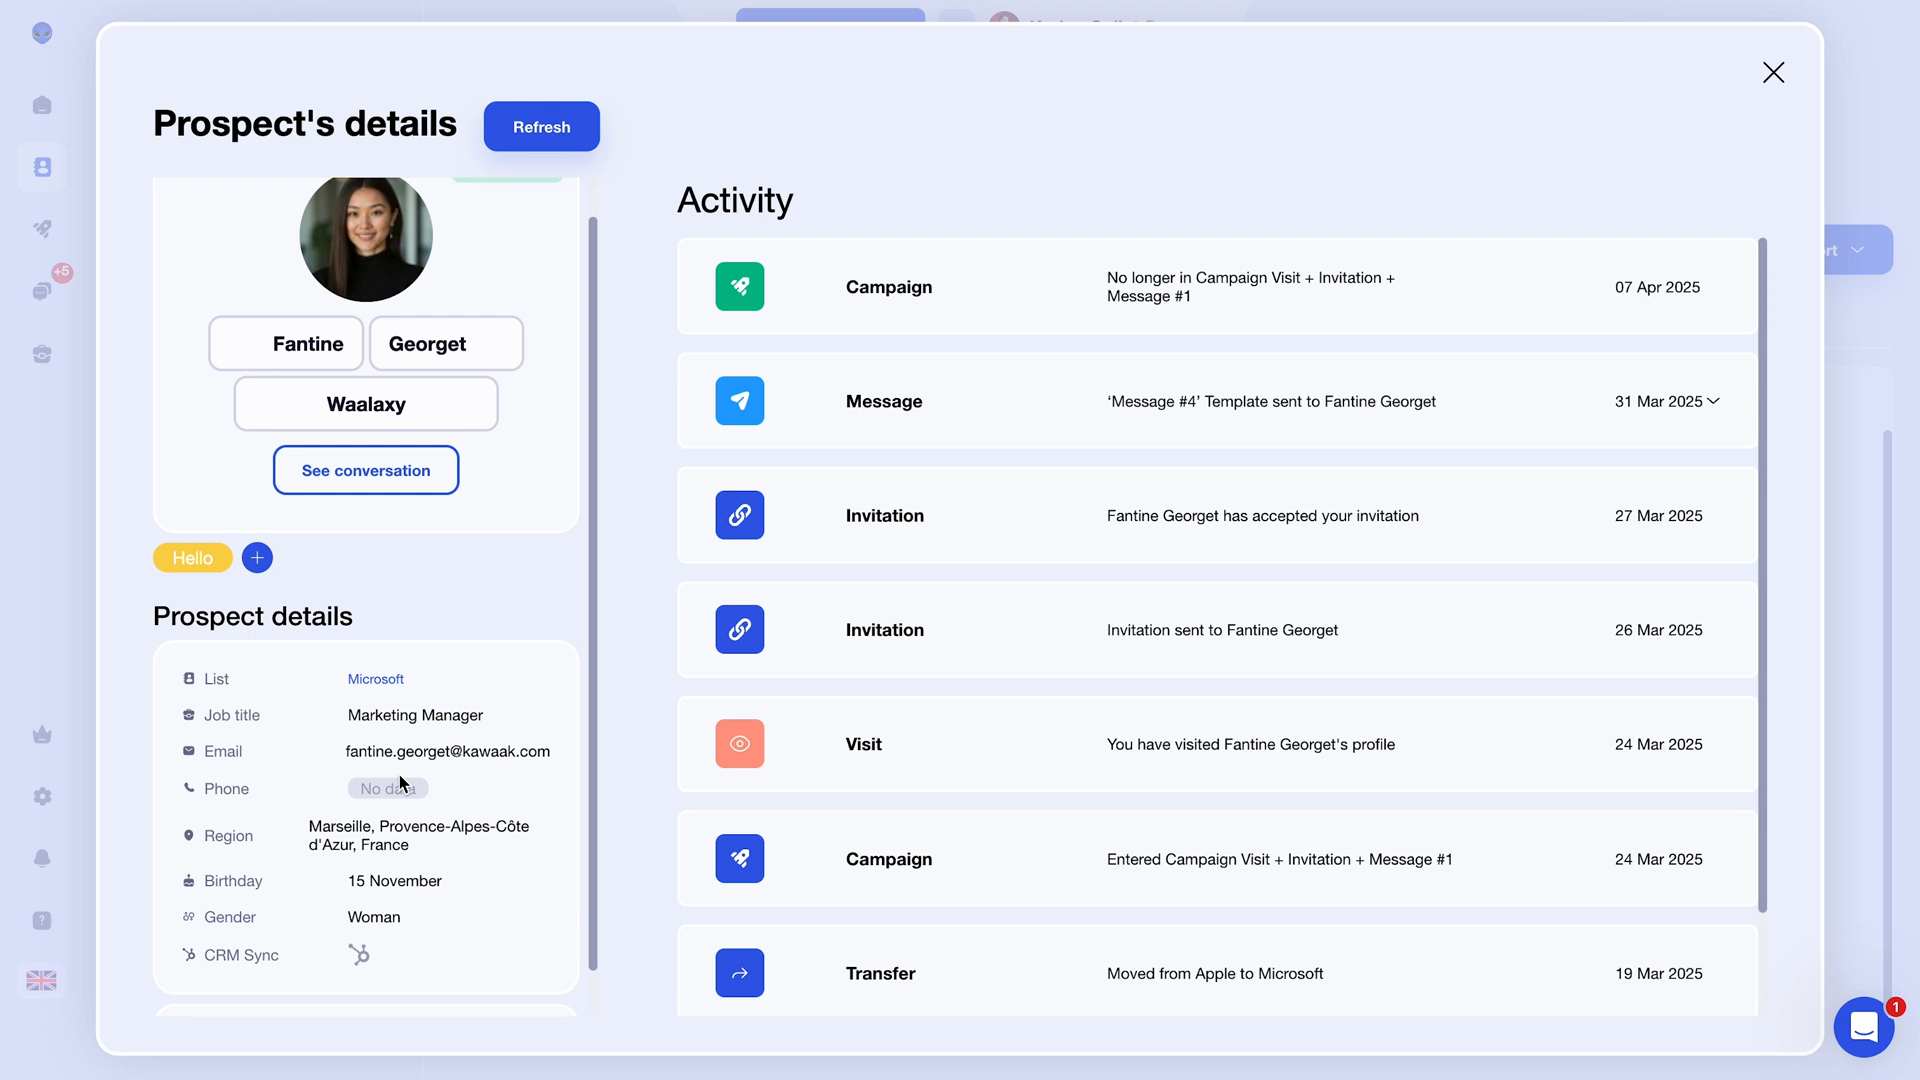 +5
Prospect's details
Refresh
Fantine
Georget
Waalaxy
See conversation
Hello
Prospect details
List
Microsoft
Job title
Marketing Manager
Email
fantine.georget@kawaak.com
Phone
No data
Region
Marseille, Provence-Alpes-Côte
d'Azur, France
Birthday
15 November
Gender
Woman
CRM Sync
Activity
Campaign
No longer in Campaign Visit + Invitation +
Message #1
07 Apr 2025
Message
‘Message #4’ Template sent to Fantine Georget
31 Mar 2025
Invitation
Fantine Georget has accepted your invitation
27 Mar 2025
Invitation
Invitation sent to Fantine Georget
26 Mar 2025
Visit
You have visited Fantine Georget's profile
24 Mar 2025
Campaign
Entered Campaign Visit + Invitation + Message #1
24 Mar 2025
Transfer
Moved from Apple to Microsoft
19 Mar 2025
rt
?
1